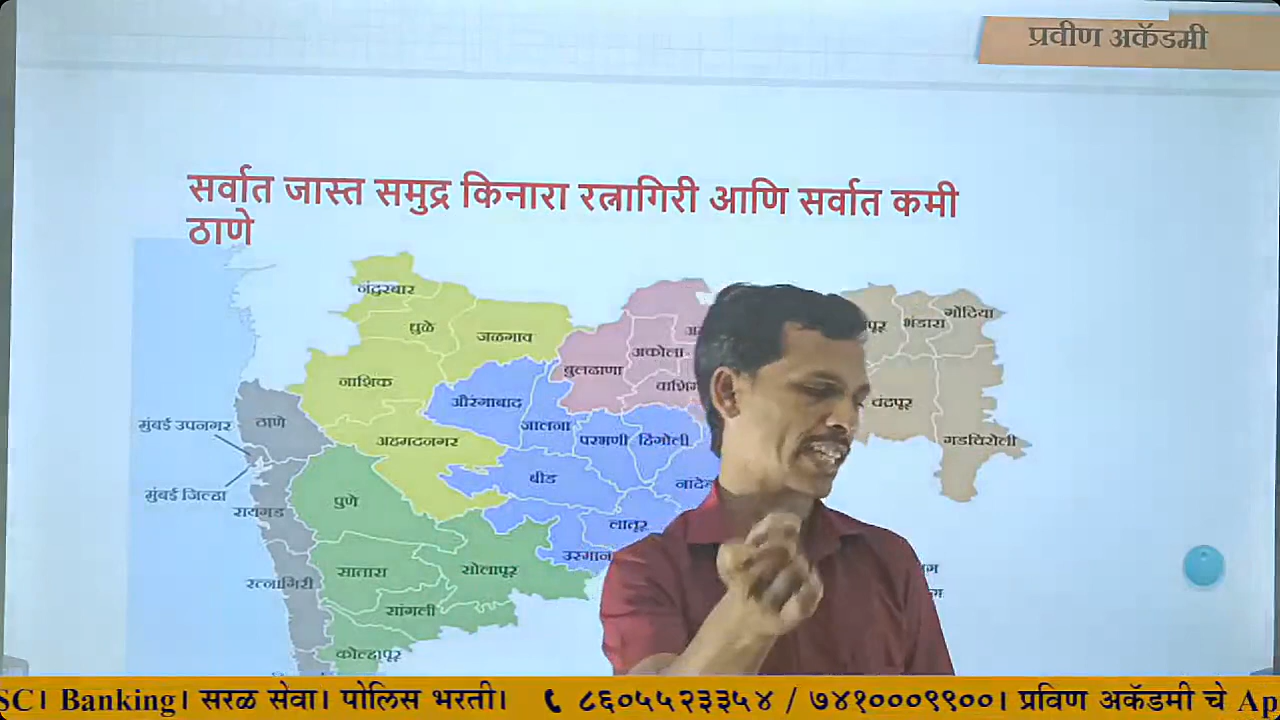 प्रवीण अकॅडमी
सर्वात जास्त समुद्र किनारा रत्नागिरी आणि सर्वात कमी
ठाणे
नंदुरबार
धुळे
जळगाव
नाशिक
औरंगाबाद
जालना
अहमदनगर
परभणी
हिंगोली
बीड
लातूर
बुलढाणा
अकोला
भंडारा
गोंदिया
चंद्रपूर
गडचिरोली
ठाणे
मुंबई उपनगर
मुंबई जिल्हा
रायगड
पुणे
रत्नागिरी
सातारा
सोलापूर
सांगली
कोल्हापूर
SC। Banking। सरळ सेवा। पोलिस भरती। ८६०५५२३३५४ / ७४१०००९९००। प्रविण अकॅडमी चे Ap